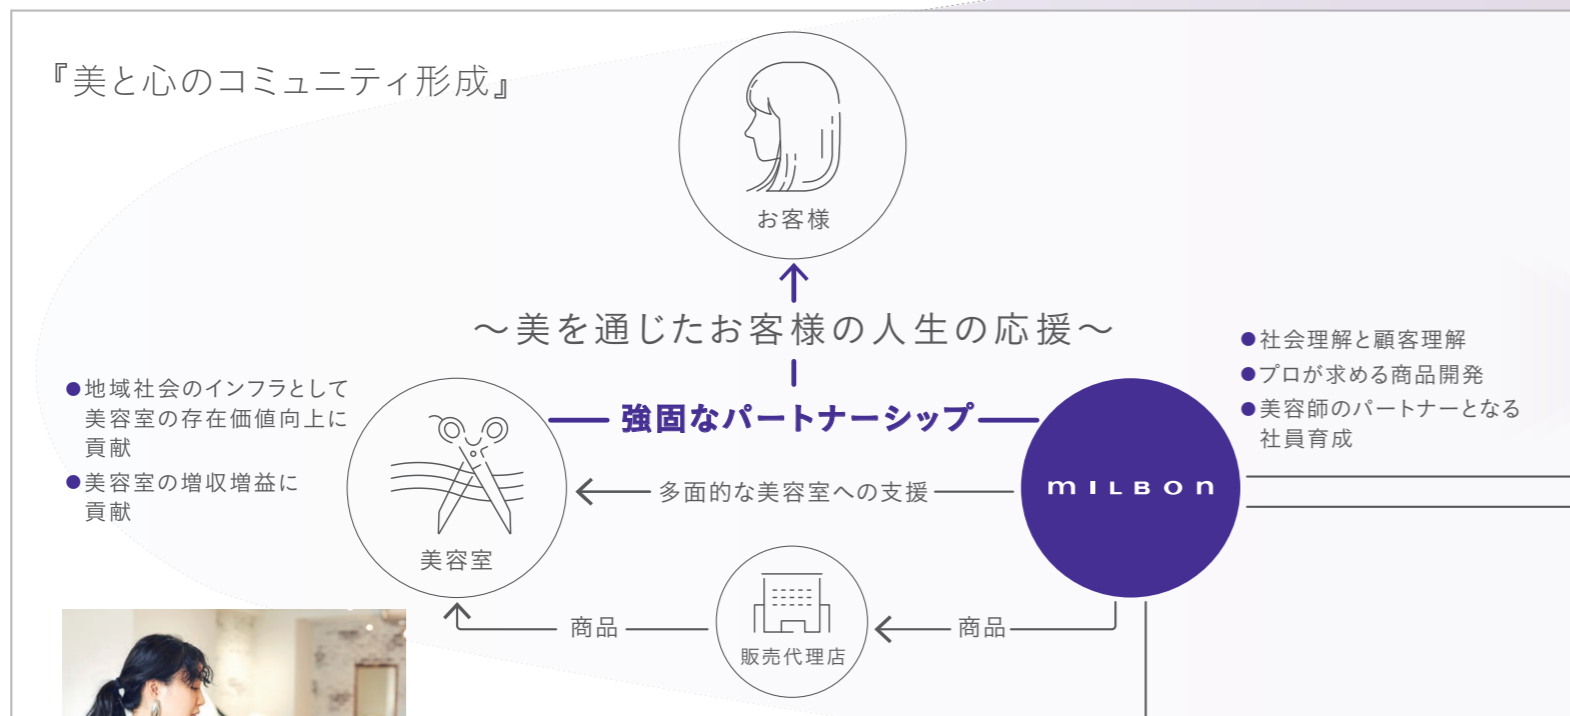 『美と心のコミュニティ形成』
お客様
～美を通じたお客様の人生の応援～
●地域社会のインフラとして
美容室の存在価値向上に
貢献
●美容室の増収増益に
貢献
強固なパートナーシップ
多面的な美容室への支援
美容室
MILBON
●社会理解と顧客理解
●プロが求める商品開発
●美容師のパートナーとなる
社員育成
商品
販売代理店
商品